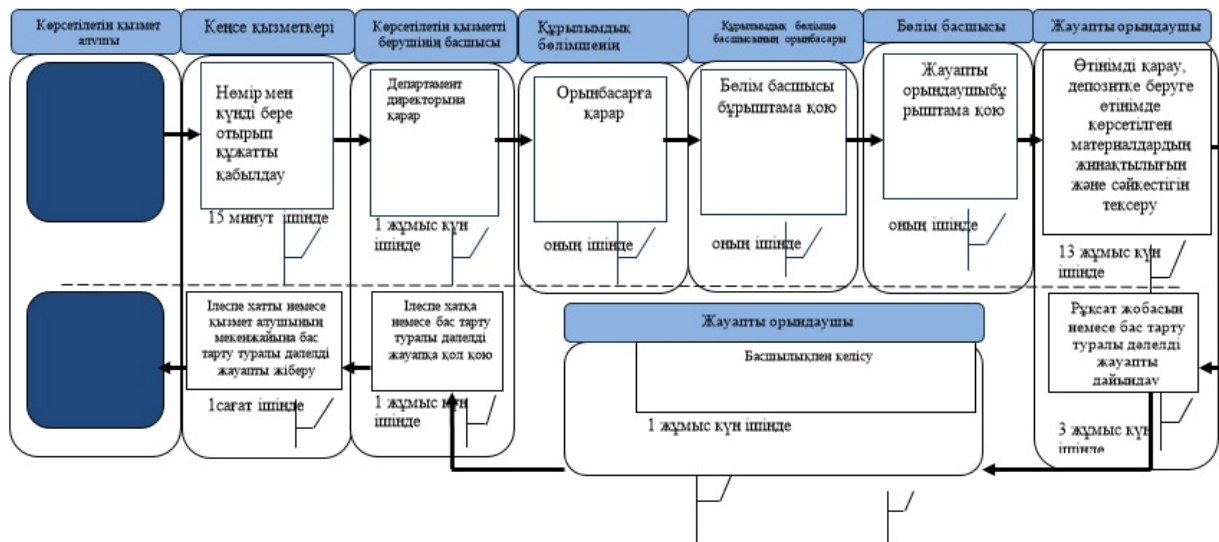 Көрсетілетін қызмет
алушы
Кеңсе қызметкері
Көрсетілетін қызметті
берушінің басшысы
Құрылымдық
бөлімшенің
Құрылымдық бөлімше
басшысының орынбасары
Бөлім басшысы
Жауапты орындаушы
Нөмір мен
күнді бере
отырып
құжатты
қабылдау
15 минут ішінде
Департамент
директорына
қарар
1 жұмыс күн
ішінде
Орынбасарға
қарар
оның ішінде
Бөлім басшысы
бұрыштама қою
оның ішінде
Жауапты
орындаушыбұ
рыштама қою
оның ішінде
Өтінімді қарау,
депозитке беруге
өтінімде
көрсетілген
материалдардың
жинақтылығын
және сәйкестігін
тексеру
13 жұмыс күн
ішінде
Ілеспе хатты немесе
қызмет алушының
мекенжайына бас
тарту туралы дәлелді
жауапты жіберу
1сағат ішінде
Ілеспе хатқа
немесе бас тарту
туралы дәлелді
жауапқа қол қою
1 жұмыс күн
ішінде
Жауапты орындаушы
Басшылықпен келісу
1 жұмыс күн ішінде
Рұқсат жобасын
немесе бас тарту
туралы дәлелді
жауапты
дайындау
3 жұмыс күн
ішінде